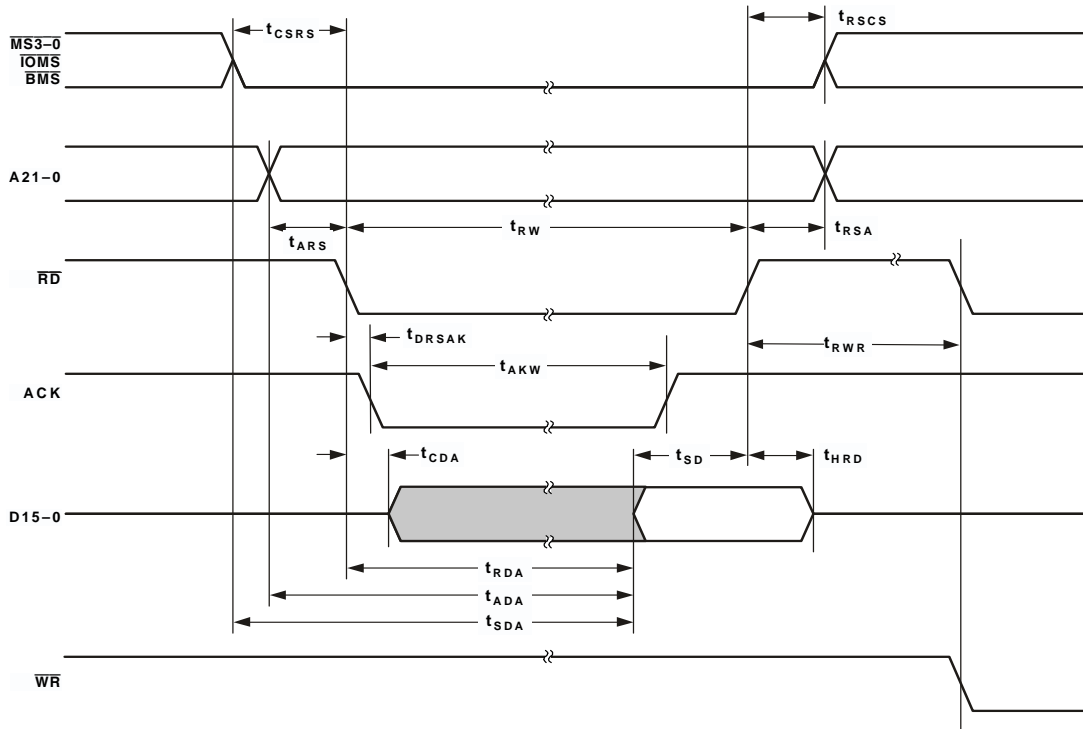 tCSRS
tRSCS
MS3–0
IOMS
BMS
A21–0
tARS
tRW
tRSA
RD
tDRSAK
tAKW
tRWR
ACK
tCDA
tSD
tHRD
D15–0
tRDA
tADA
tSDA
WR